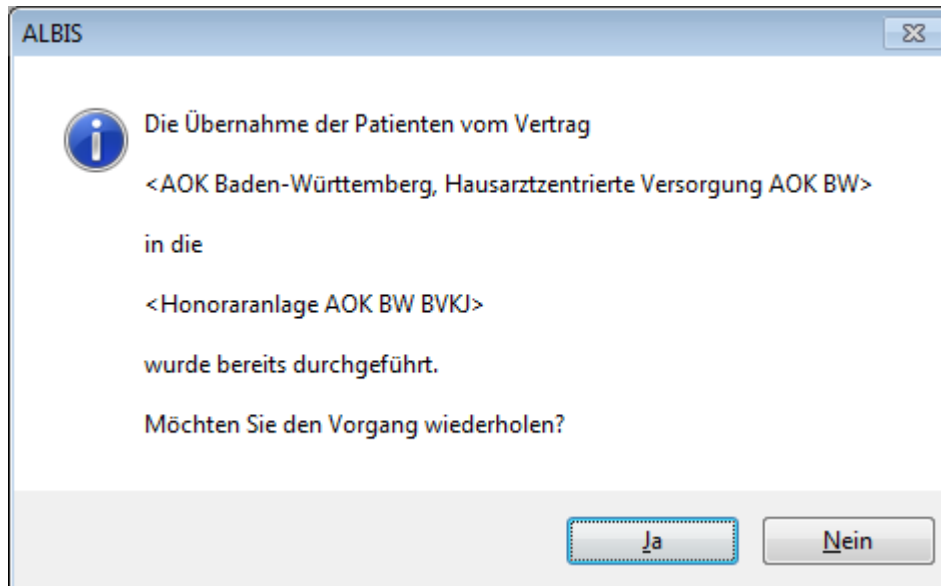 ALBIS
Die Übernahme der Patienten vom Vertrag
<AOK Baden-Württemberg, Hausarztzentrierte Versorgung AOK BW>
in die
<Honoraranlage AOK BW BVKJ>
wurde bereits durchgeführt.
Möchten Sie den Vorgang wiederholen?
Ja
Nein